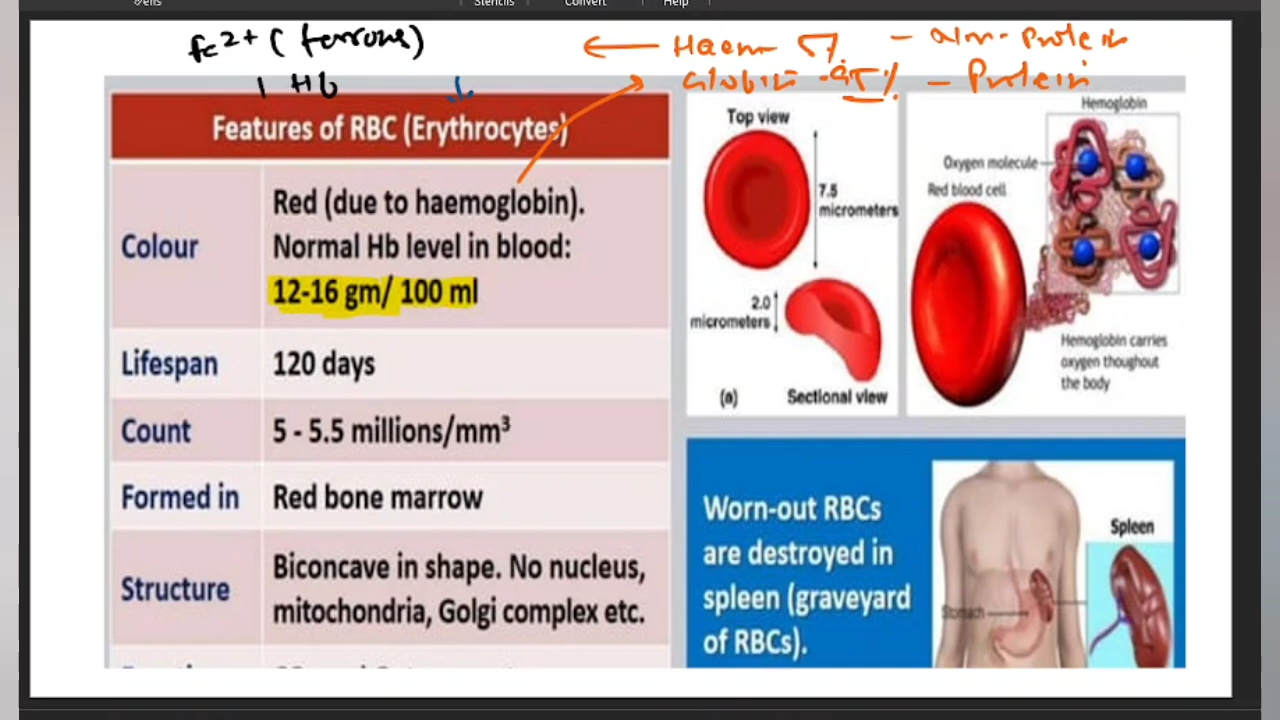 Pens Stencils Convert Help
fe2+ ( ferrous) ← Haem 5% - non-Protein
1 Hb Globin 95% - Protein
Features of RBC (Erythrocytes)
Colour
Red (due to haemoglobin).
Normal Hb level in blood:
12-16 gm/ 100 ml
Lifespan
120 days
Count
5 - 5.5 millions/mm³
Formed in
Red bone marrow
Structure
Biconcave in shape. No nucleus,
mitochondria, Golgi complex etc.
Top view
7.5
micrometers
2.0
micrometers
(a)
Sectional view
Hemoglobin
Oxygen molecule
Red blood cell
Hemoglobin carries
oxygen thoughout
the body
Worn-out RBCs
are destroyed in
spleen (graveyard
of RBCs).
Spleen
Stomach